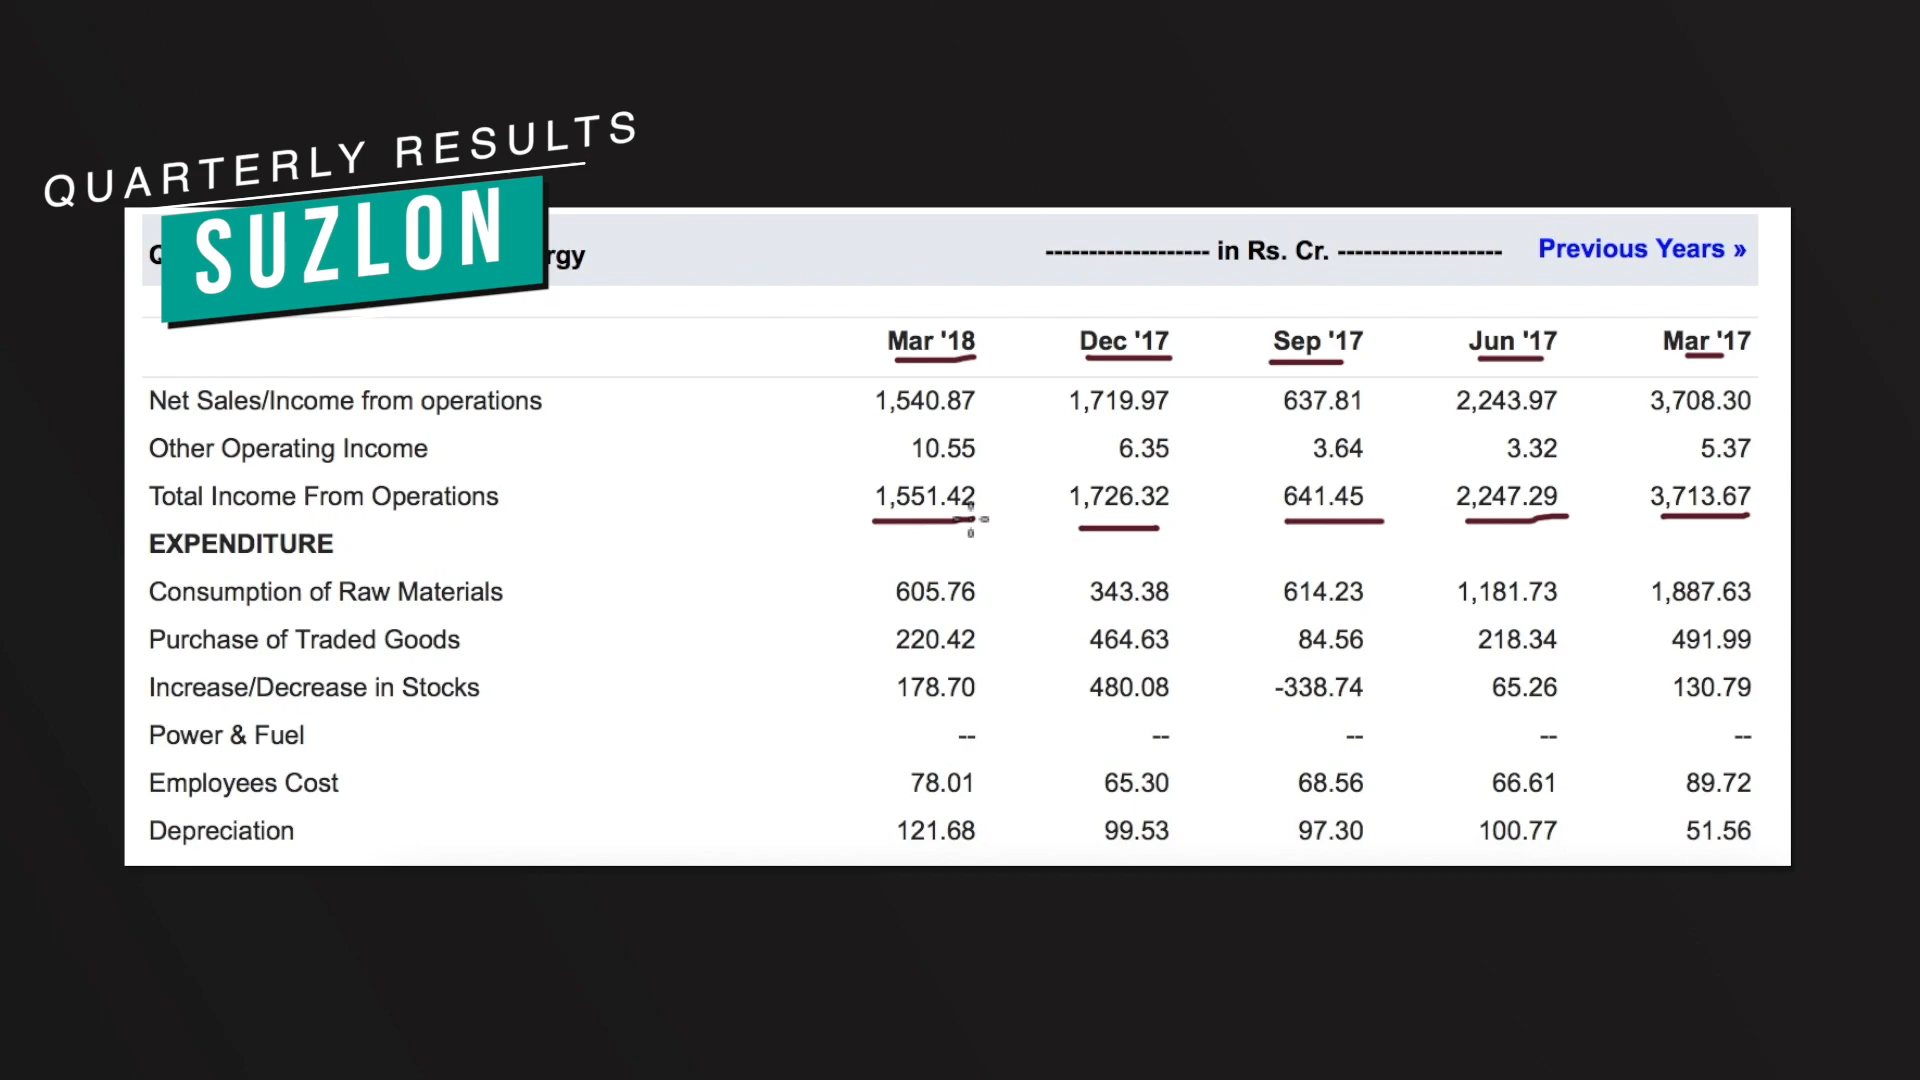 QUARTERLY RESULTS
SUZLON
rgy ------------------- in Rs. Cr. ------------------- Previous Years »
Mar '18 Dec '17 Sep '17 Jun '17 Mar '17
Net Sales/Income from operations 1,540.87 1,719.97 637.81 2,243.97 3,708.30
Other Operating Income 10.55 6.35 3.64 3.32 5.37
Total Income From Operations 1,551.42 1,726.32 641.45 2,247.29 3,713.67
EXPENDITURE
Consumption of Raw Materials 605.76 343.38 614.23 1,181.73 1,887.63
Purchase of Traded Goods 220.42 464.63 84.56 218.34 491.99
Increase/Decrease in Stocks 178.70 480.08 -338.74 65.26 130.79
Power & Fuel -- -- -- -- --
Employees Cost 78.01 65.30 68.56 66.61 89.72
Depreciation 121.68 99.53 97.30 100.77 51.56